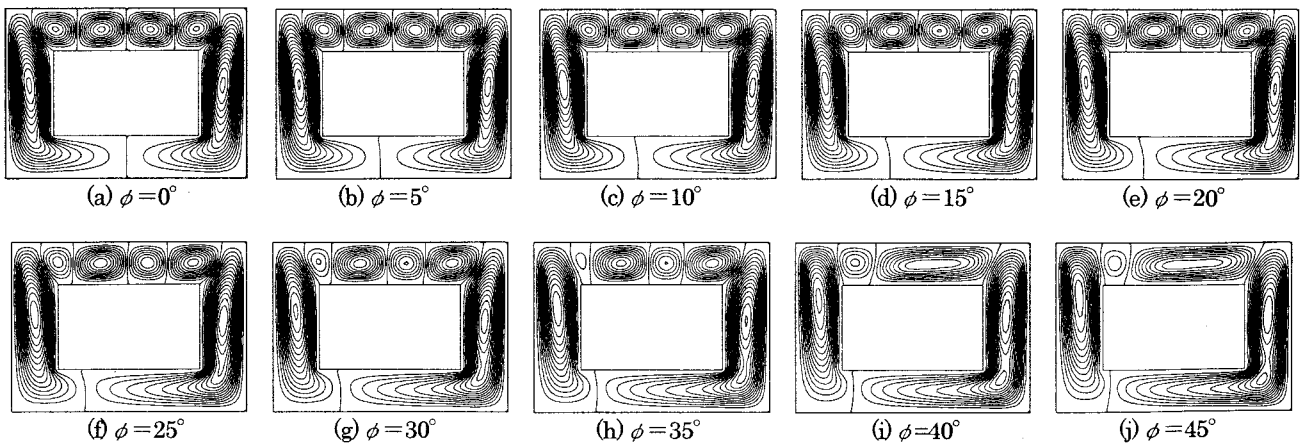 (a) ϕ=0°
(b) ϕ=5°
(c) ϕ=10°
(d) ϕ=15°
(e) ϕ=20°
(f) ϕ=25°
(g) ϕ=30°
(h) ϕ=35°
(i) ϕ=40°
(j) ϕ=45°